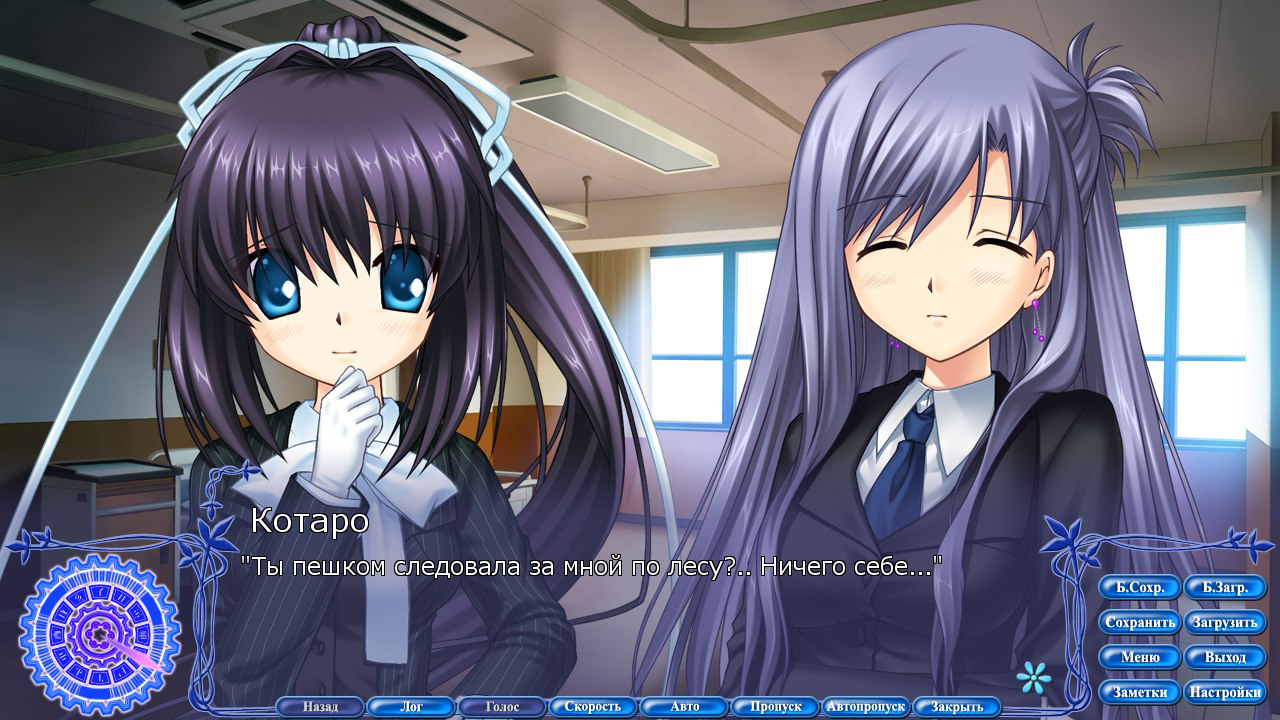 Котаро
"Ты пешком следовала за мной по лесу?.. Ничего себе..."
Б.Сохр. Б.Загр.
Сохранить Загрузить
Меню Выход
Заметки Настройки
Назад Лог Голос Скорость Авто Пропуск Автопропуск Закрыть